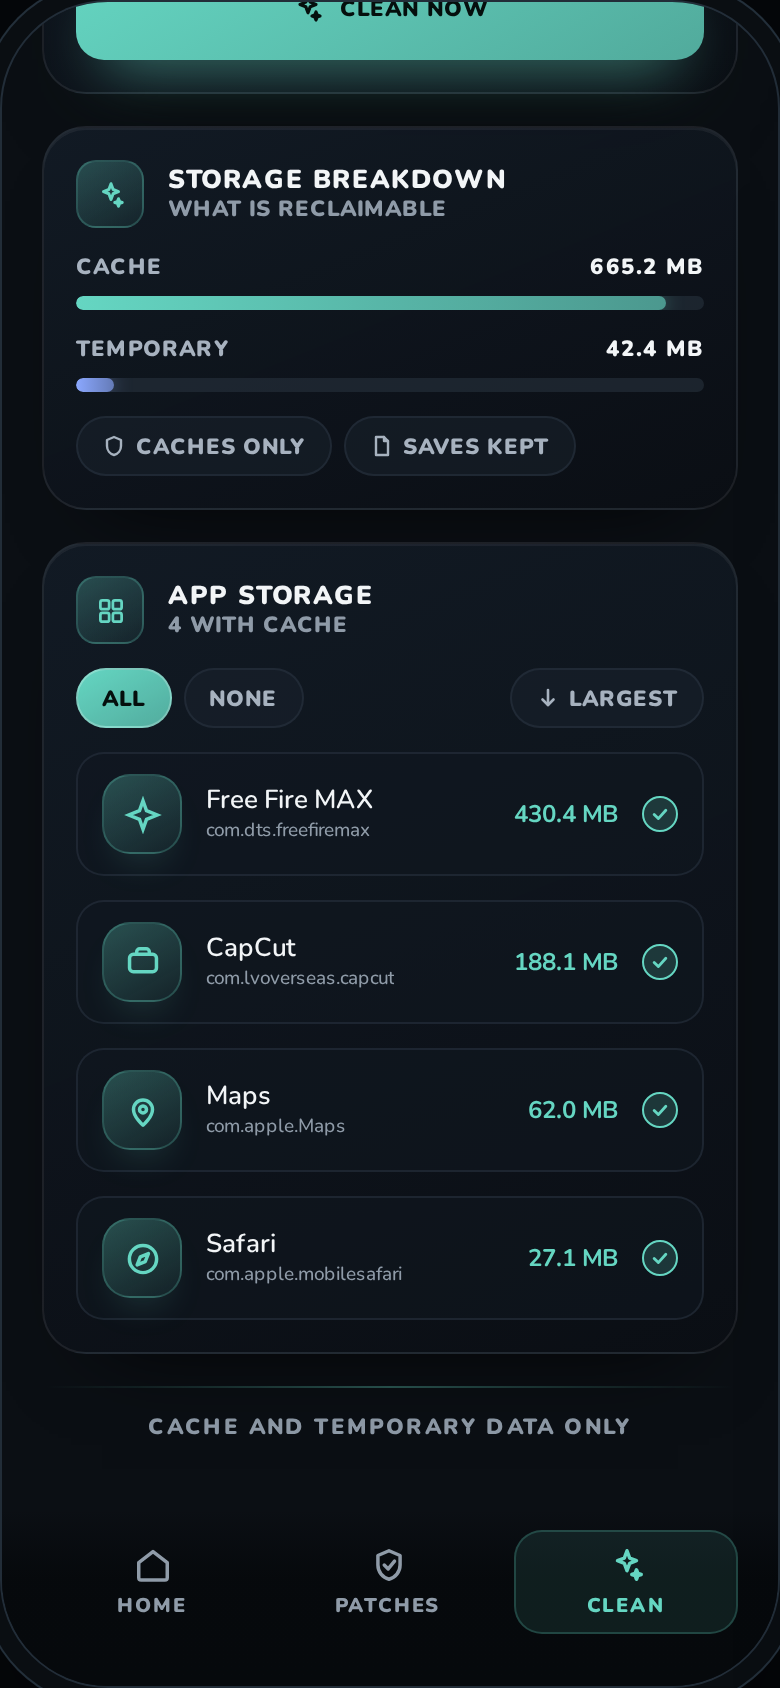 CLEAN NOW
STORAGE BREAKDOWN
WHAT IS RECLAIMABLE
CACHE 665.2 MB
TEMPORARY 42.4 MB
CACHES ONLY SAVES KEPT
APP STORAGE
4 WITH CACHE
ALL NONE LARGEST
Free Fire MAX
com.dts.freefiremax
430.4 MB
CapCut
com.lvoverseas.capcut
188.1 MB
Maps
com.apple.Maps
62.0 MB
Safari
com.apple.mobilesafari
27.1 MB
CACHE AND TEMPORARY DATA ONLY
HOME PATCHES CLEAN